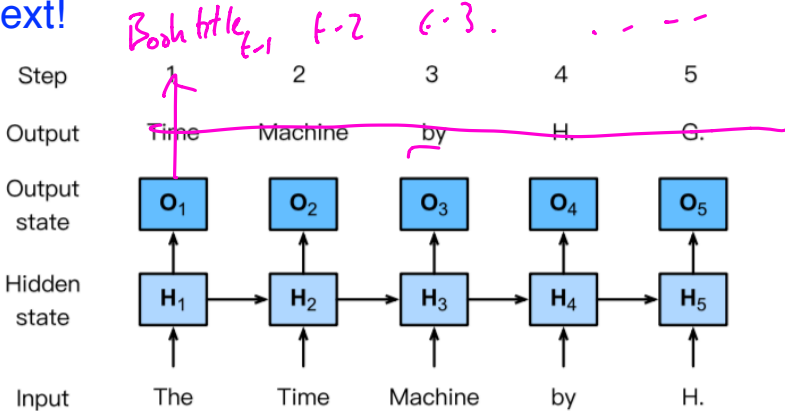 ext!
Book title t-1 t-2 t-3.
Step 1 2 3 4 5
Output Time Machine by H. G.
Output state O1 O2 O3 O4 O5
Hidden state H1 H2 H3 H4 H5
Input The Time Machine by H.